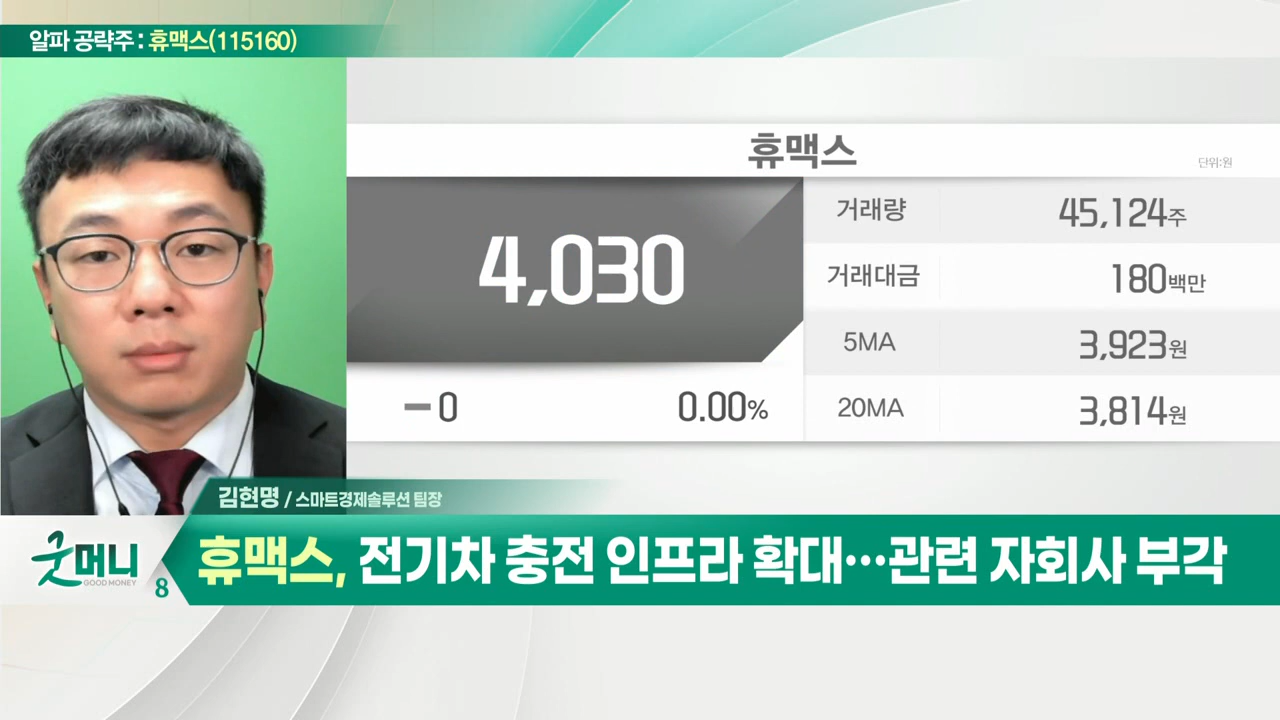 알파 공략주 : 휴맥스(115160)
휴맥스
단위:원
4,030
0 0.00%
거래량 45,124주
거래대금 180백만
5MA 3,923원
20MA 3,814원
김현명 / 스마트경제솔루션 팀장
굿머니
GOOD MONEY
8
휴맥스, 전기차 충전 인프라 확대…관련 자회사 부각